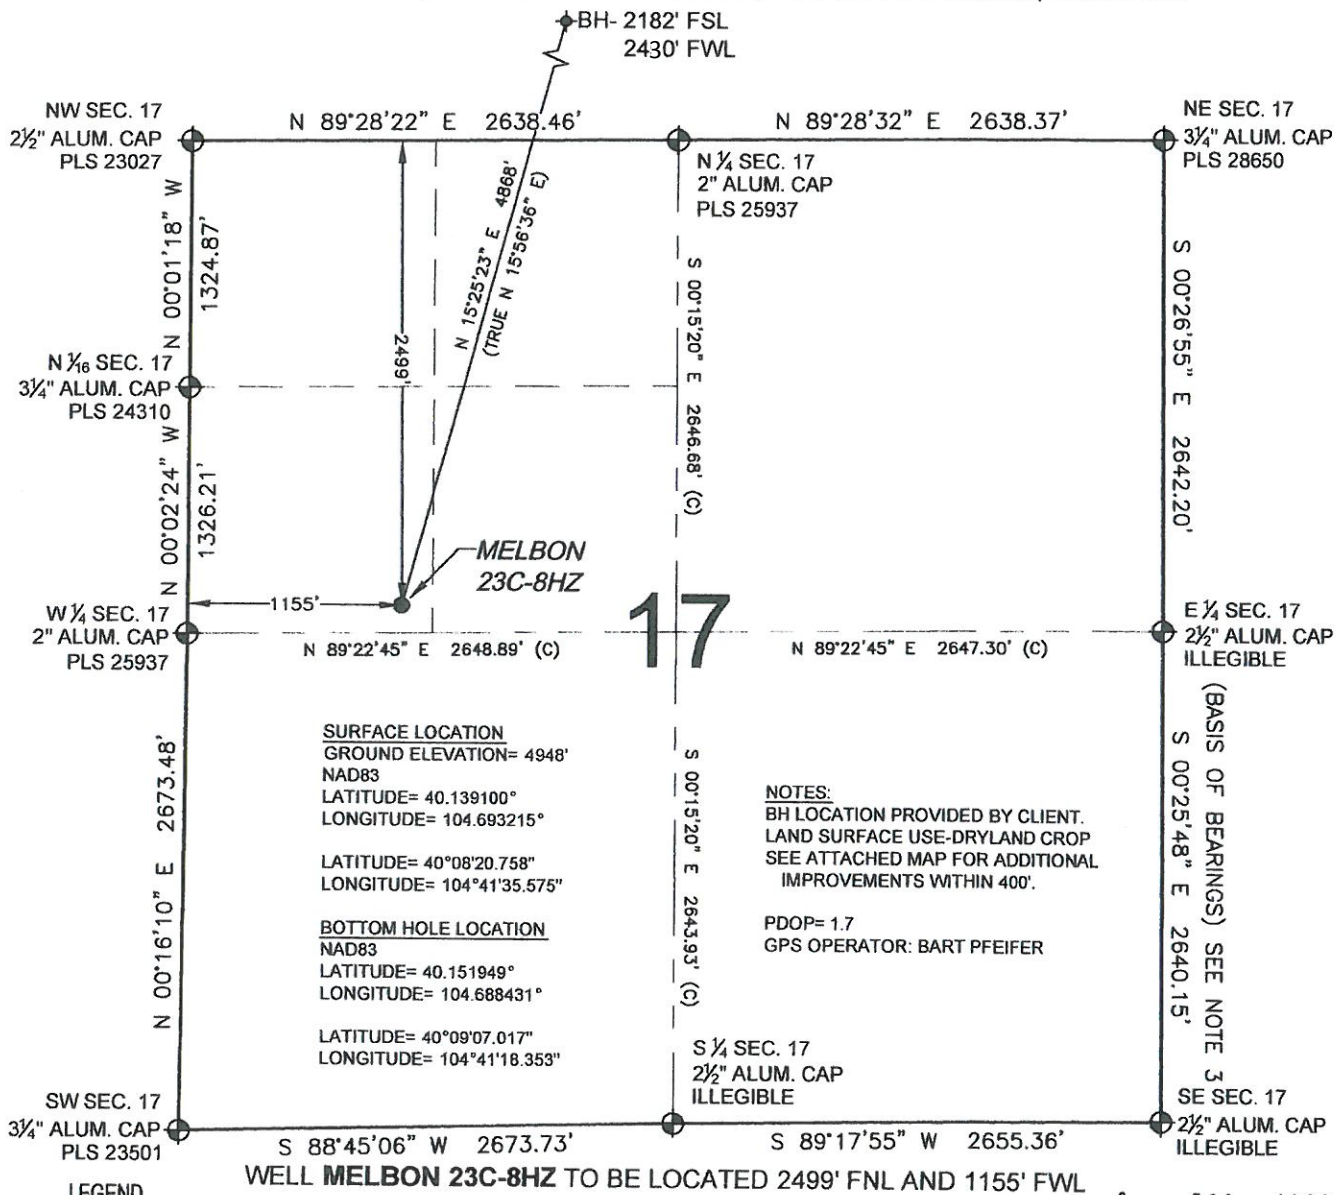 BH- 2182' FSL
2430' FWL
NW SEC. 17
2½" ALUM. CAP
PLS 23027
N 89°28'22" E 2638.46'
N 89°28'32" E 2638.37'
NE SEC. 17
3¼" ALUM. CAP
PLS 28650
N ¼ SEC. 17
2" ALUM. CAP
PLS 25937
N 00°01'18" W
1324.87'
2499'
N 15°25'23" E 4868'
(TRUE N 15°56'36" E)
S 00°15'20" E 2646.68' (C)
S 00°26'55" E 2642.20'
N 1/16 SEC. 17
3¼" ALUM. CAP
PLS 24310
N 00°02'24" W
1326.21'
MELBON
23C-8HZ
1155'
17
W ¼ SEC. 17
2" ALUM. CAP
PLS 25937
N 89°22'45" E 2648.89' (C)
N 89°22'45" E 2647.30' (C)
E ¼ SEC. 17
2½" ALUM. CAP
ILLEGIBLE
N 00°16'10" E 2673.48'
SURFACE LOCATION
GROUND ELEVATION= 4948'
NAD83
LATITUDE= 40.139100°
LONGITUDE= 104.693215°
LATITUDE= 40°08'20.758"
LONGITUDE= 104°41'35.575"
BOTTOM HOLE LOCATION
NAD83
LATITUDE= 40.151949°
LONGITUDE= 104.688431°
LATITUDE= 40°09'07.017"
LONGITUDE= 104°41'18.353"
S 00°15'20" E 2643.93' (C)
NOTES:
BH LOCATION PROVIDED BY CLIENT.
LAND SURFACE USE-DRYLAND CROP
SEE ATTACHED MAP FOR ADDITIONAL
IMPROVEMENTS WITHIN 400'.
PDOP= 1.7
GPS OPERATOR: BART PFEIFER
S 00°25'48" E 2640.15'
(BASIS OF BEARINGS) SEE NOTE 3
S ¼ SEC. 17
2½" ALUM. CAP
ILLEGIBLE
SW SEC. 17
3¼" ALUM. CAP
PLS 23501
S 88°45'06" W 2673.73'
S 89°17'55" W 2655.36'
SE SEC. 17
2½" ALUM. CAP
ILLEGIBLE
WELL MELBON 23C-8HZ TO BE LOCATED 2499' FNL AND 1155' FWL
LEGEND